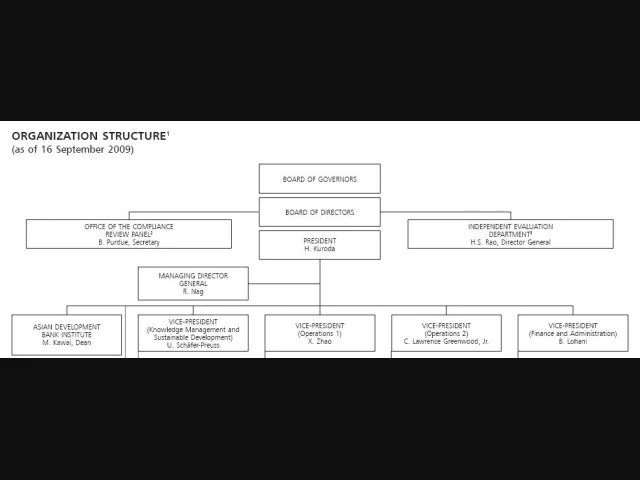 ORGANIZATION STRUCTURE¹
(as of 16 September 2009)
BOARD OF GOVERNORS
BOARD OF DIRECTORS
OFFICE OF THE COMPLIANCE
REVIEW PANEL²
B. Purdue, Secretary
INDEPENDENT EVALUATION
DEPARTMENT³
H.S. Rao, Director General
PRESIDENT
H. Kuroda
MANAGING DIRECTOR
GENERAL
R. Nag
ASIAN DEVELOPMENT
BANK INSTITUTE
M. Kawai, Dean
VICE-PRESIDENT
(Knowledge Management and
Sustainable Development)
U. Schäfer-Preuss
VICE-PRESIDENT
(Operations 1)
X. Zhao
VICE-PRESIDENT
(Operations 2)
C. Lawrence Greenwood, Jr.
VICE-PRESIDENT
(Finance and Administration)
B. Lohani